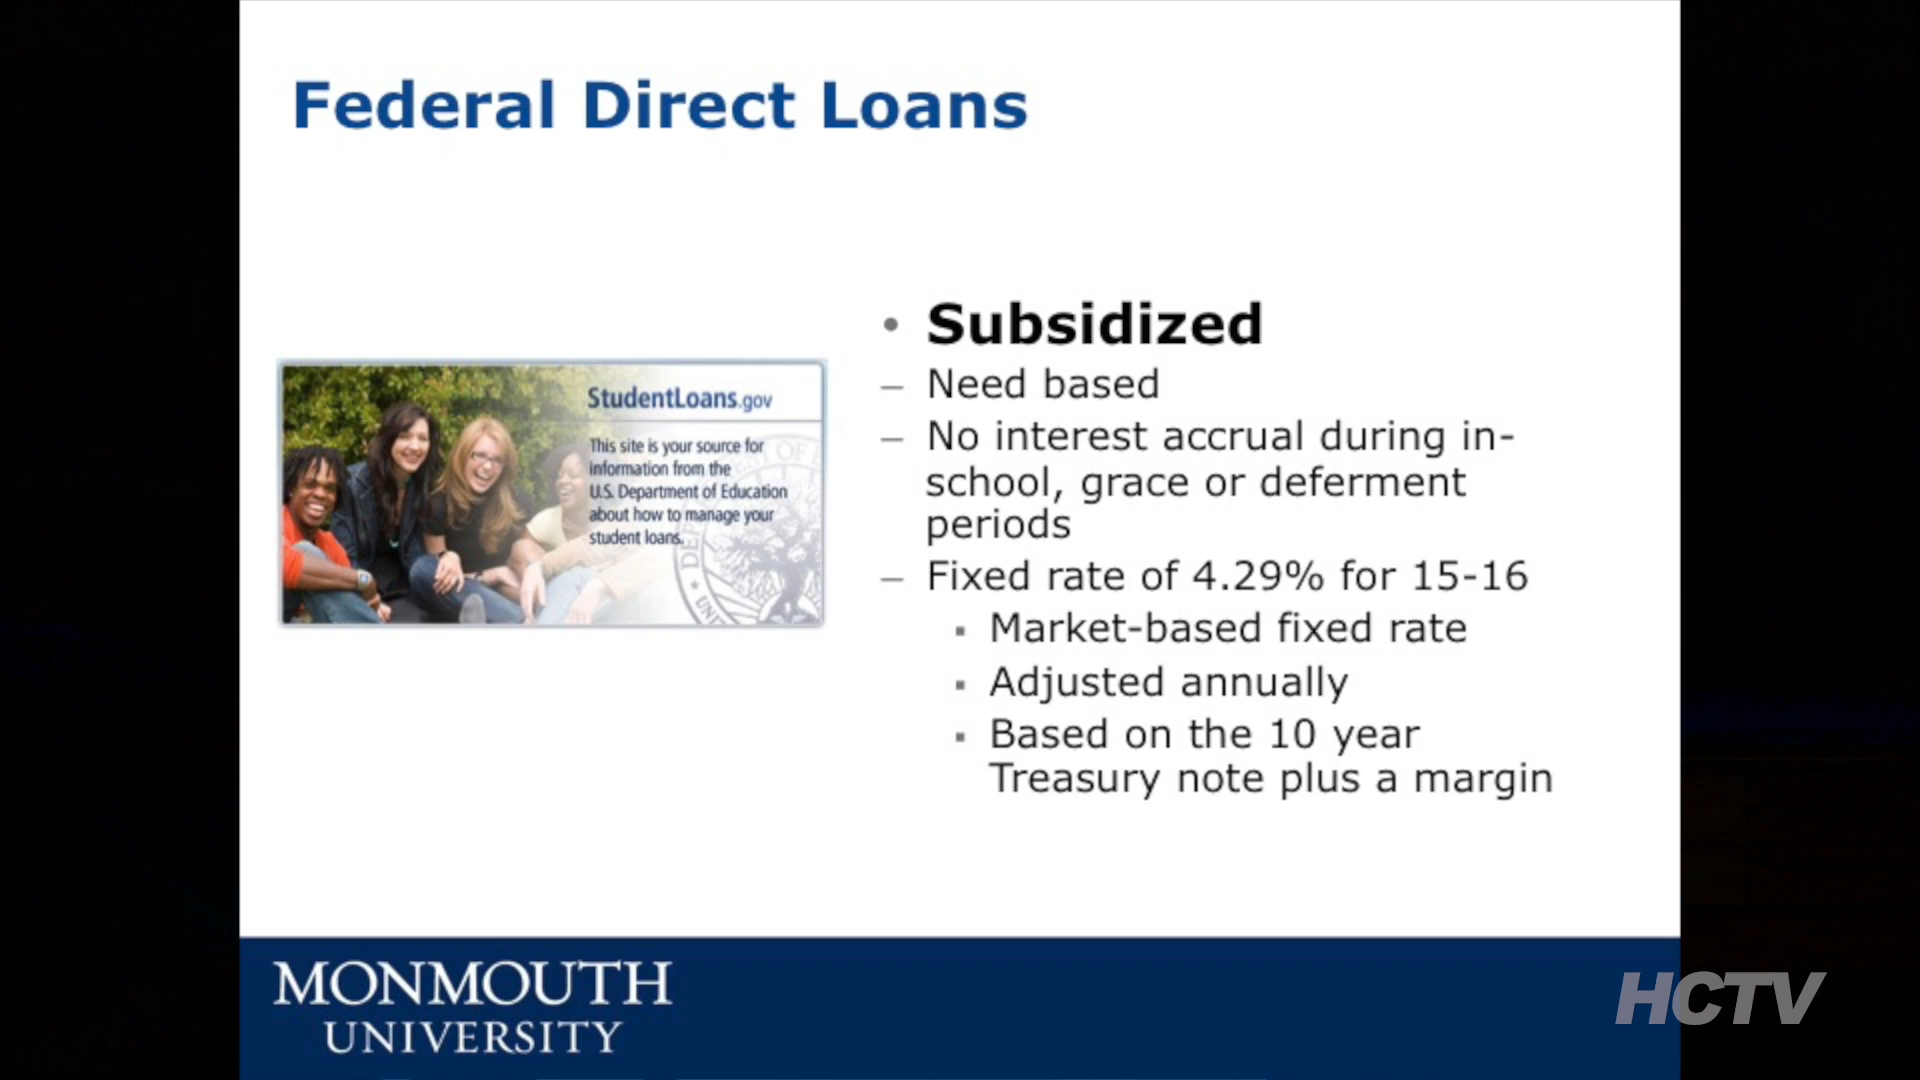 Federal Direct Loans
StudentLoans.gov
This site is your source for
information from the
U.S. Department of Education
about how to manage your
student loans.
• Subsidized
– Need based
– No interest accrual during in-
school, grace or deferment
periods
– Fixed rate of 4.29% for 15-16
▪ Market-based fixed rate
▪ Adjusted annually
▪ Based on the 10 year
Treasury note plus a margin
MONMOUTH
UNIVERSITY
HCTV